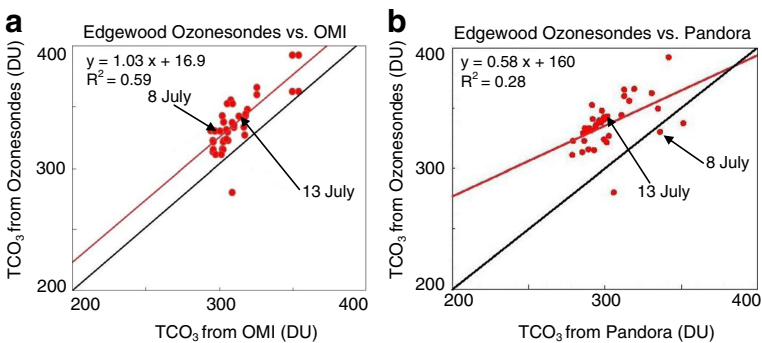 a
Edgewood Ozonesondes vs. OMI
y = 1.03 x + 16.9
R² = 0.59
8 July
13 July
400
300
200
200
300
400
TCO₃ from Ozonesondes (DU)
TCO₃ from OMI (DU)
b
Edgewood Ozonesondes vs. Pandora
y = 0.58 x + 160
R² = 0.28
8 July
13 July
400
300
200
200
300
400
TCO₃ from Ozonesondes (DU)
TCO₃ from Pandora (DU)